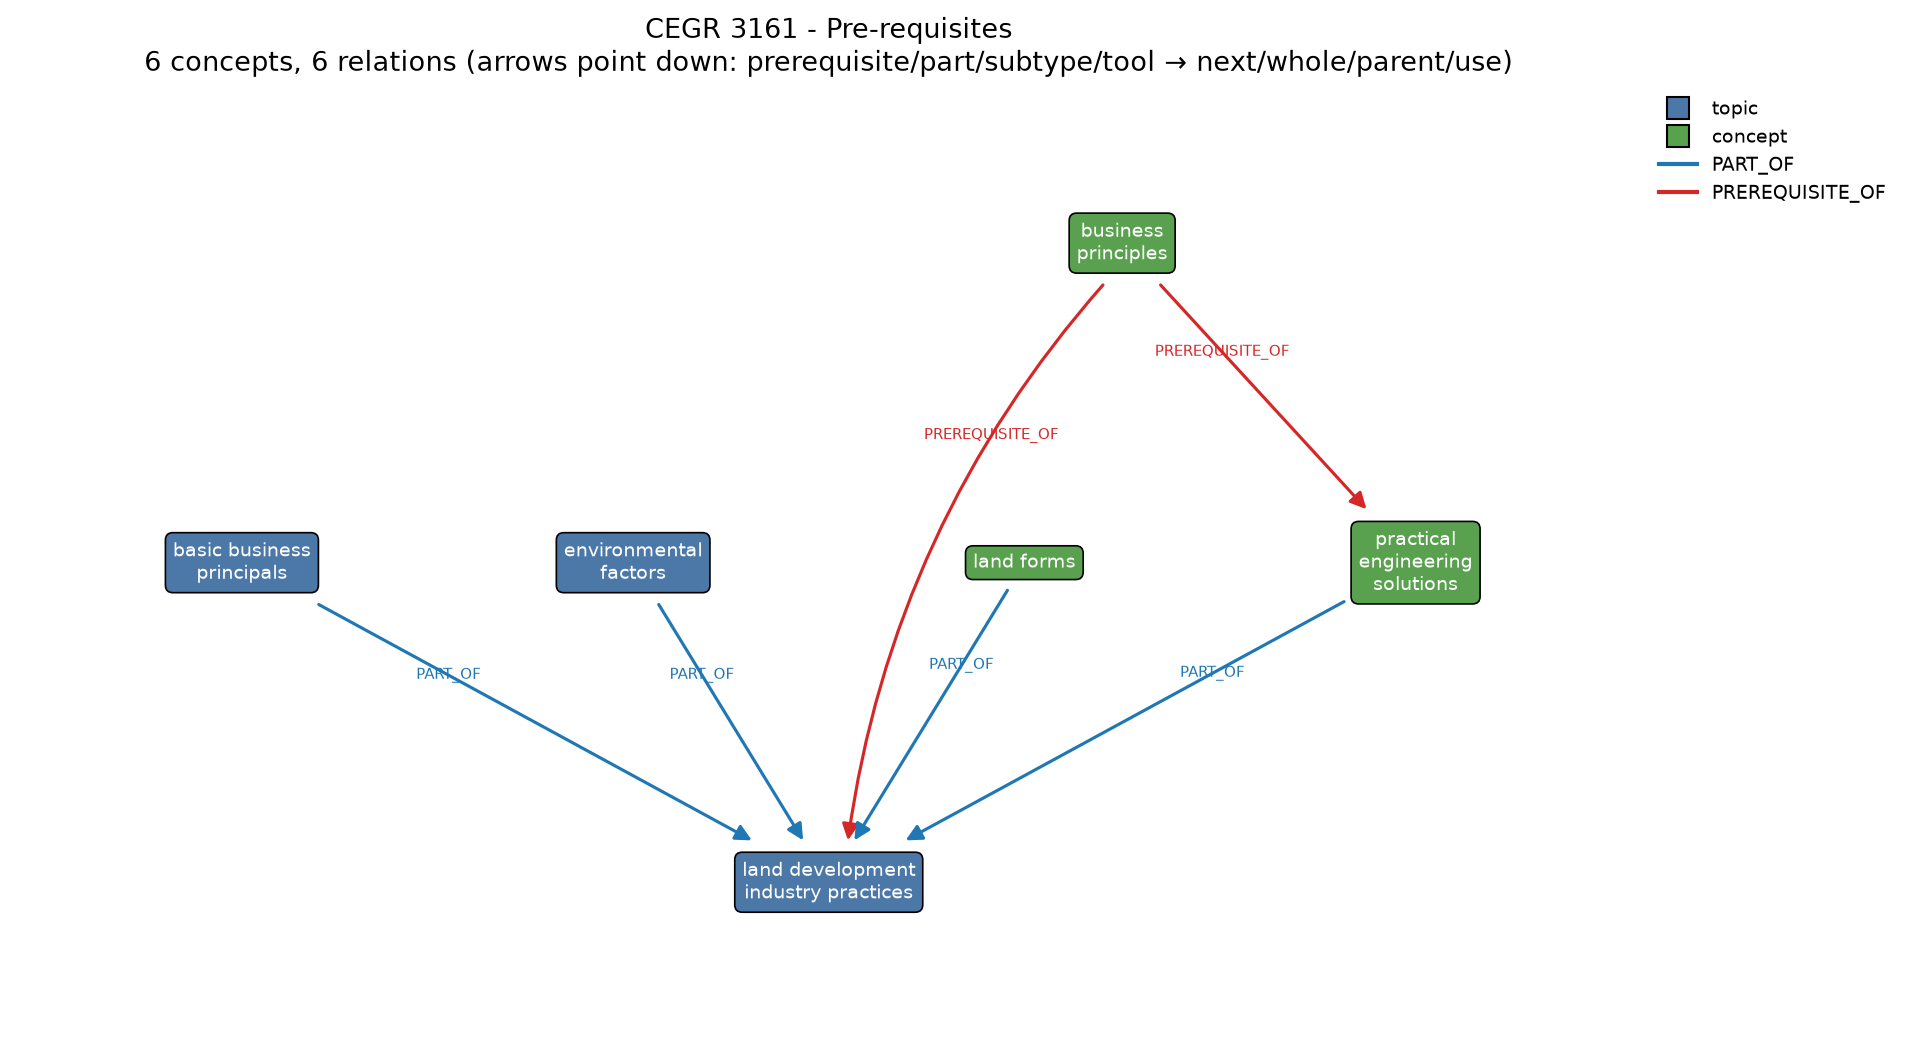 CEGR 3161 - Pre-requisites
6 concepts, 6 relations (arrows point down: prerequisite/part/subtype/tool → next/whole/parent/use)
topic
concept
PART_OF
PREREQUISITE_OF
business
principles
PREREQUISITE_OF
PREREQUISITE_OF
basic business
principals
environmental
factors
land forms
practical
engineering
solutions
PART_OF
PART_OF
PART_OF
PART_OF
land development
industry practices